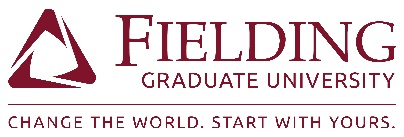 FIELDING
GRADUATE UNIVERSITY
CHANGE THE WORLD. START WITH YOURS.